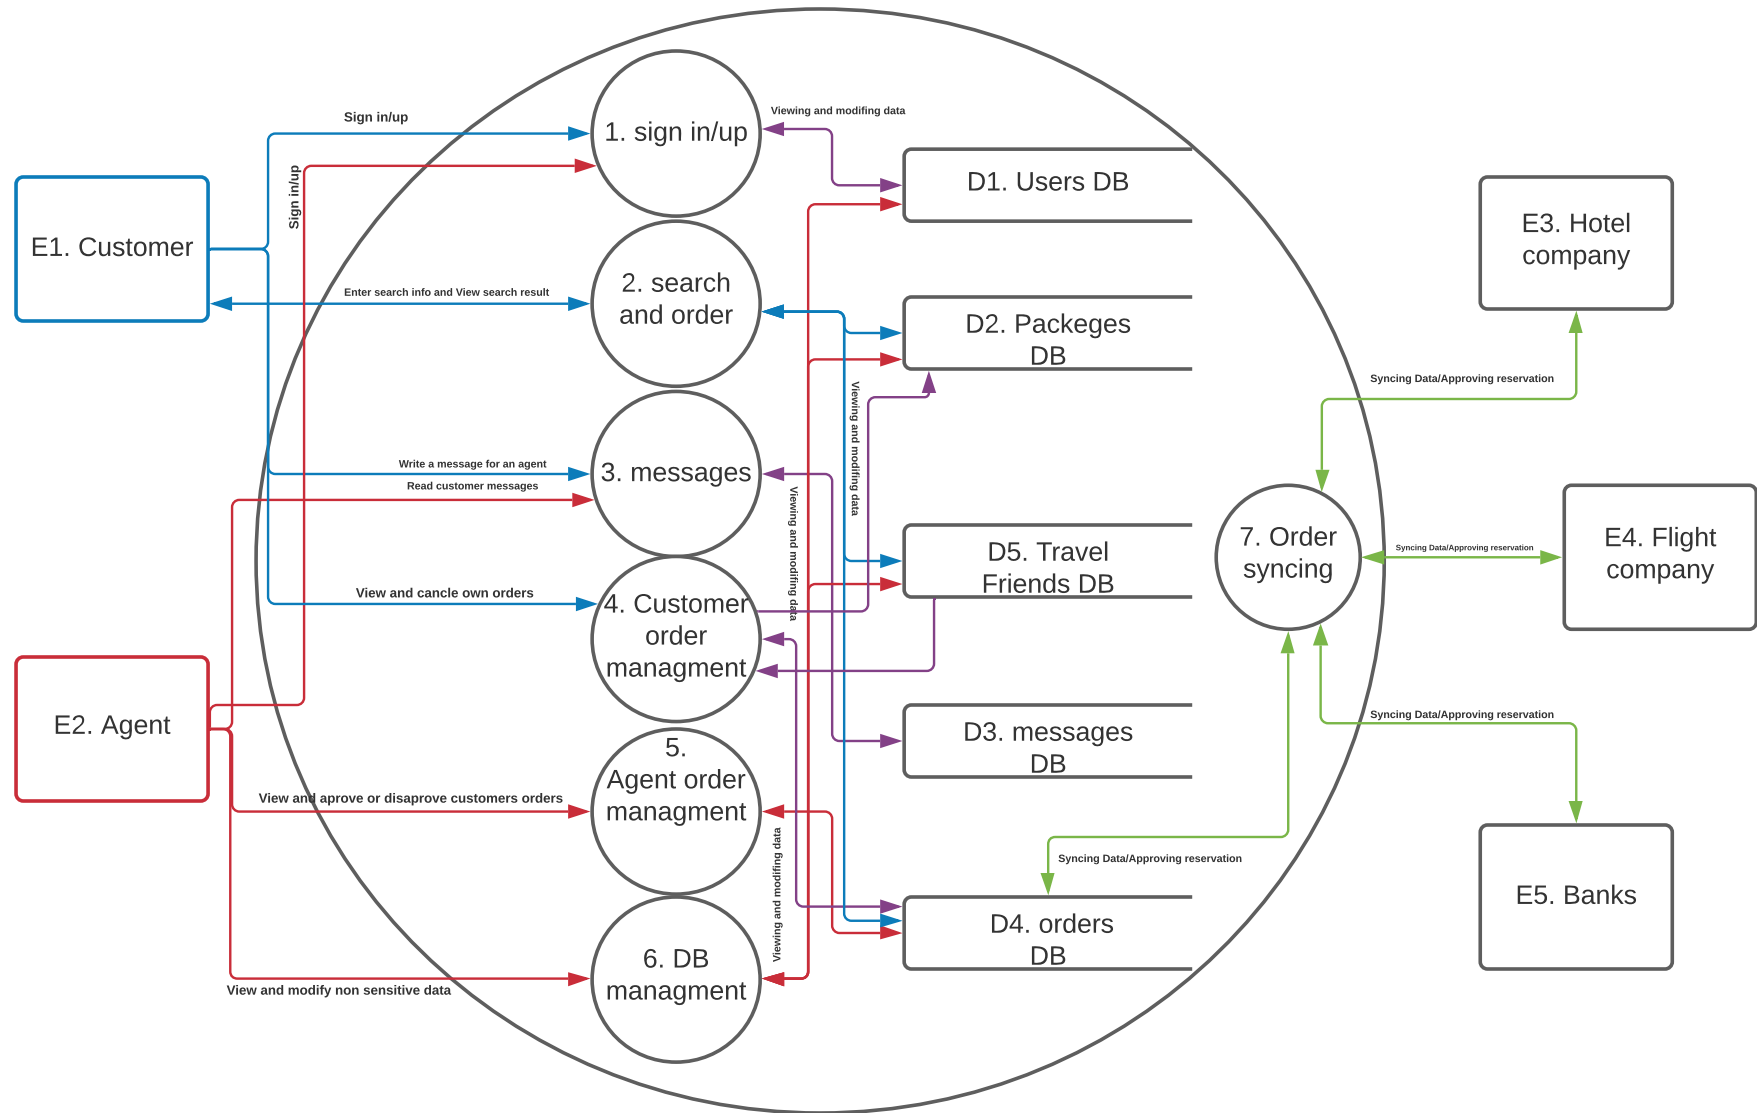 Sign in/up
1. sign in/up
Viewing and modifing data
Sign in/up
D1. Users DB
E1. Customer
E3. Hotel
company
2. search
and order
Enter search info and View search result
D2. Packeges
DB
Viewing and modifing data
Syncing Data/Approving reservation
3. messages
Write a message for an agent
Read customer messages
Viewing and modifing data
D5. Travel
Friends DB
7. Order
syncing
Syncing Data/Approving reservation
E4. Flight
company
View and cancle own orders
4. Customer
order
managment
E2. Agent
D3. messages
DB
Syncing Data/Approving reservation
5.
Agent order
managment
View and aprove or disaprove customers orders
Viewing and modifing data
Syncing Data/Approving reservation
E5. Banks
D4. orders
DB
6. DB
managment
View and modify non sensitive data